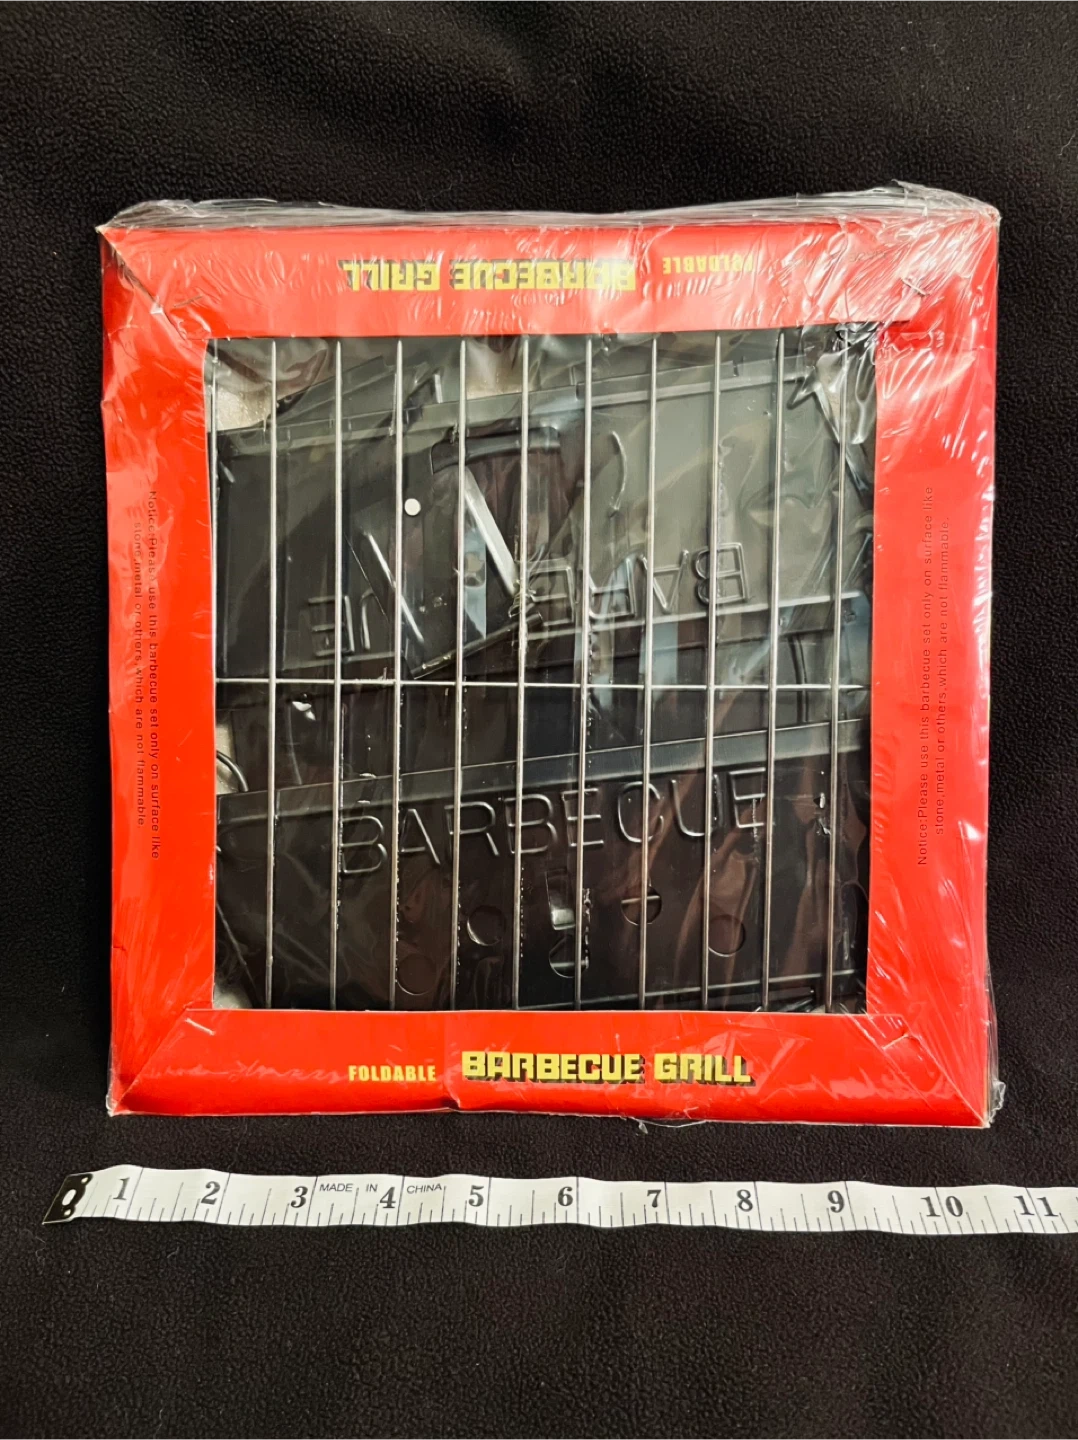 FOLDABLE BARBECUE GRILL
Notice:Please use this barbecue set only on surface like
stone,metal or others,which are not flammable.
Notice:Please use this barbecue set only on surface like
stone,metal or others,which are not flammable.
BARBECUE
BARBECUE
FOLDABLE BARBECUE GRILL
1 2 3 MADE IN 4 CHINA 5 6 7 8 9 10 11